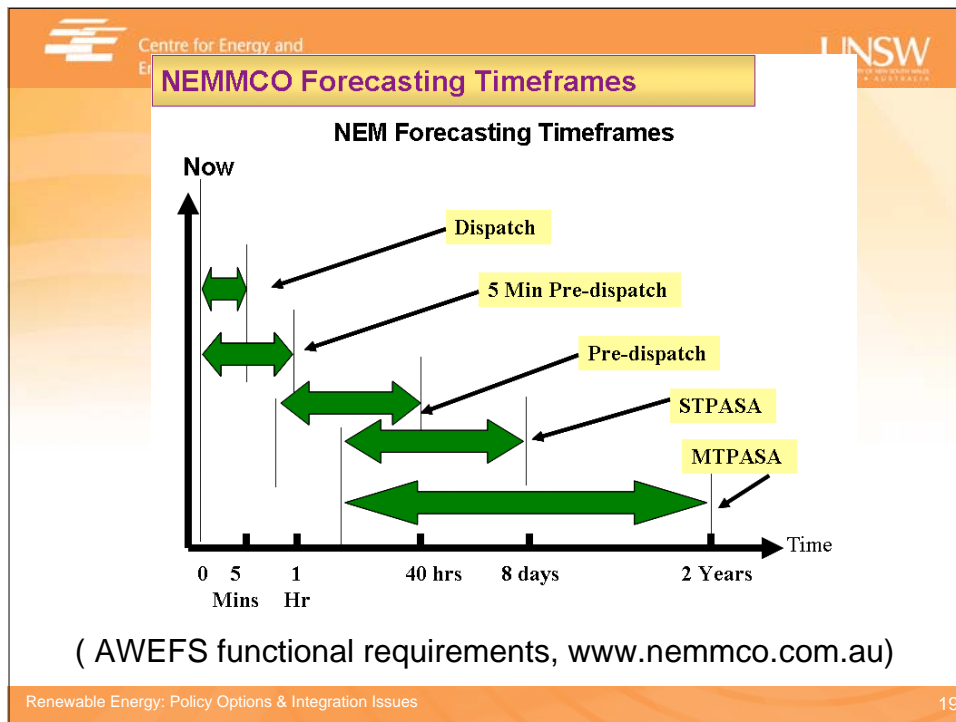 Centre for Energy and
UNSW
NEMMCO Forecasting Timeframes
NEM Forecasting Timeframes
Now
Dispatch
5 Min Pre-dispatch
Pre-dispatch
STPASA
MTPASA
Time
0 5 1 40 hrs 8 days 2 Years
Mins Hr
( AWEFS functional requirements, www.nemmco.com.au)
Renewable Energy: Policy Options & Integration Issues 19